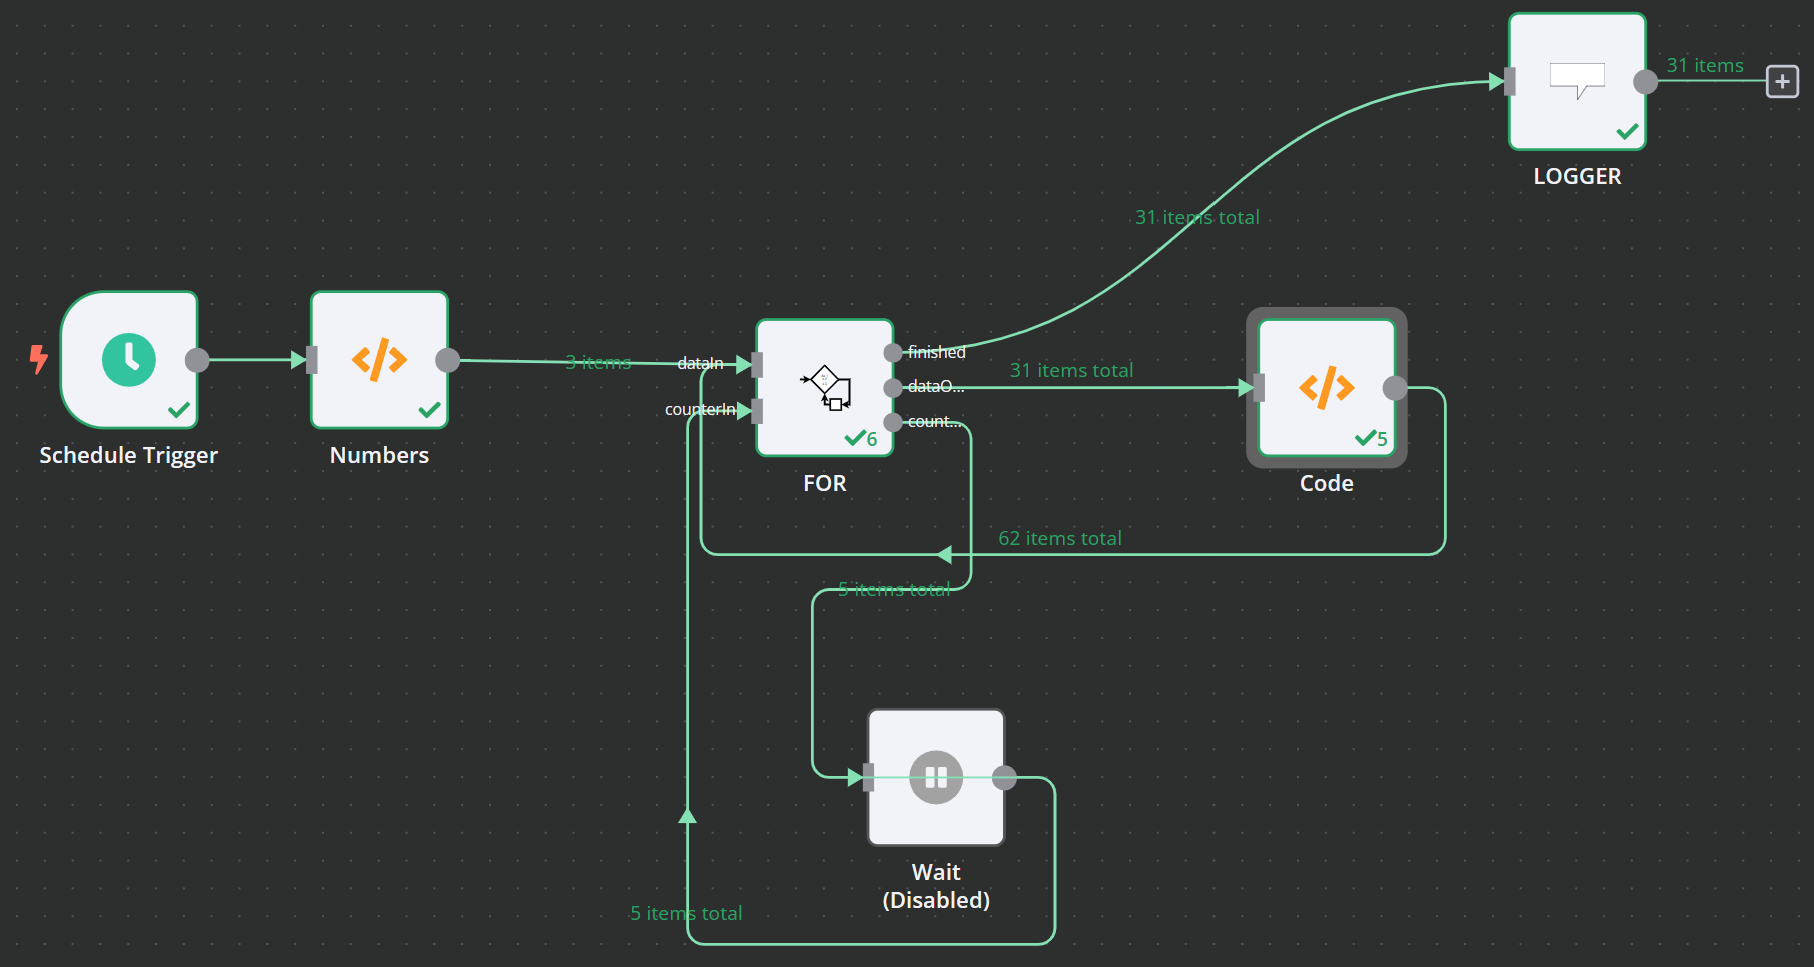 31 items
LOGGER
31 items total
3 items
dataIn
finished
31 items total
dataO...
counterIn
count...
6
5
Schedule Trigger
Numbers
FOR
Code
62 items total
5 items total
Wait
(Disabled)
5 items total